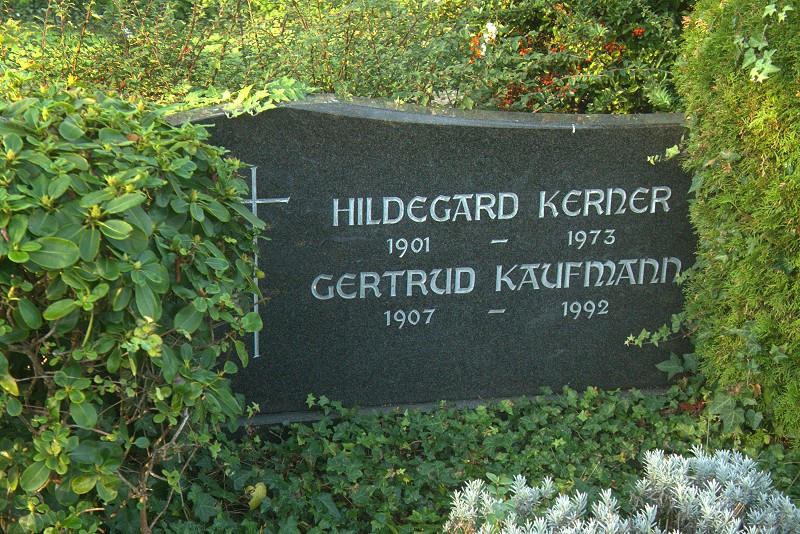 HILDEGARD KERNER
1901 – 1973
GERTRUD KAUFMANN
1907 – 1992